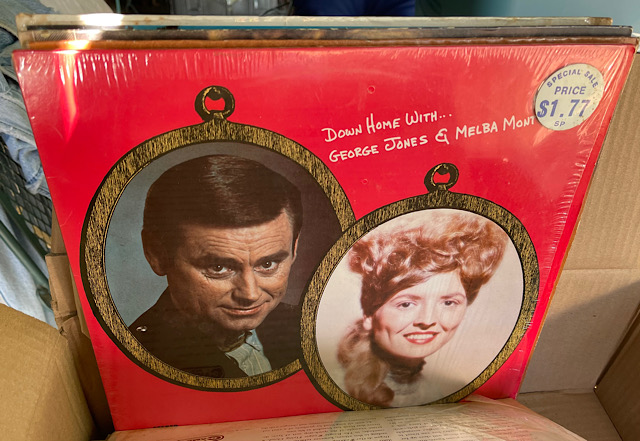 DOWN HOME WITH...
GEORGE JONES & MELBA MONT
SPECIAL SALE
PRICE
$1.77
SP